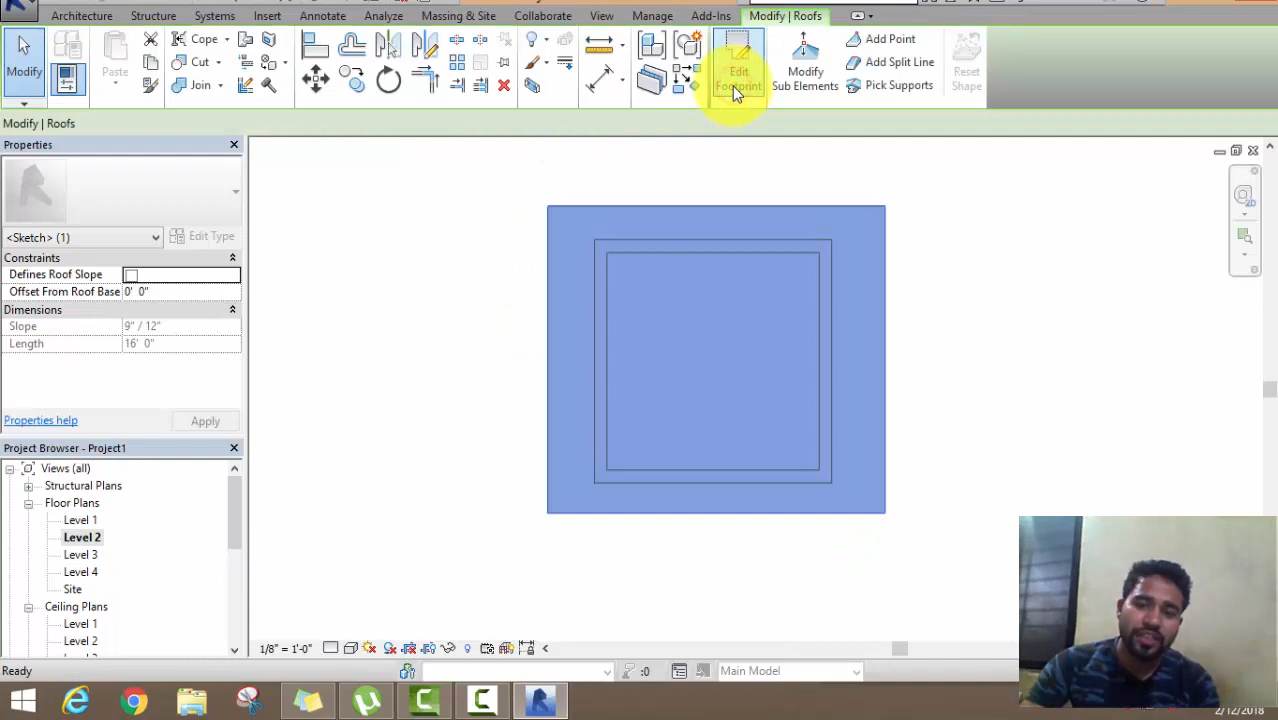 Architecture Structure Systems Insert Annotate Analyze Massing & Site Collaborate View Manage Add-Ins Modify | Roofs
Modify
Paste
Cope
Cut
Join
Edit
Footprint
Modify
Sub Elements
Add Point
Add Split Line
Pick Supports
Reset
Shape
Modify | Roofs
Properties
<Sketch> (1)
Edit Type
Constraints
Defines Roof Slope
Offset From Roof Base 0' 0"
Dimensions
Slope 9" / 12"
Length 16' 0"
Properties help
Apply
2D
Project Browser - Project1
Views (all)
Structural Plans
Floor Plans
Level 1
Level 2
Level 3
Level 4
Site
Ceiling Plans
Level 1
Level 2
1/8" = 1'-0"
Ready
:0
Main Model
2/12/2018